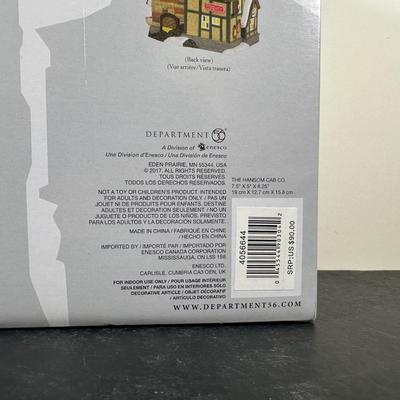 (Back view)
(Vue arrière/Vista trasera)
DEPARTMENT 56
A Division of enesco
Une Division d'Enesco / Una División de Enesco
EDEN PRAIRIE, MN 55344. USA
© 2017. ALL RIGHTS RESERVED.
TOUS DROITS RÉSERVÉS
TODOS LOS DERECHOS RESERVADOS
NOT A TOY OR CHILDREN'S PRODUCT. INTENDED
FOR ADULTS AND DECORATION ONLY. / PAS UN
JOUET NI PRODUIT POUR ENFANTS. DESTINÉ
AUX ADULTES ET DÉCORATION SEULEMENT. / NO UN
JUGUETE O PRODUCTO DE LOS NIÑOS. PREVISTO
PARA LOS ADULTOS Y LA DECORACIÓN SOLAMENTE.
MADE IN CHINA / FABRIQUÉ EN CHINE
/ HECHO EN CHINA
IMPORTED BY / IMPORTÉ PAR / IMPORTADO POR
ENESCO CANADA CORPORATION
MISSISSAUGA, ON L5S 1S6
ENESCO LTD.
CARLISLE, CUMBRIA CA3 0EN, UK
FOR INDOOR USE ONLY / POUR USAGE INTÉRIEUR
SEULEMENT / PARA USO EN INTERIORES SÓLO
DECORATIVE ARTICLE / OBJET DÉCORATIF
/ ARTÍCULO DECORATIVO
THE HANSOM CAB CO.
7.5" X 5" X 6.25"
19 CM X 12.7 CM X 15.8 CM
4056644
SRP:US $90.00
WWW.DEPARTMENT56.COM